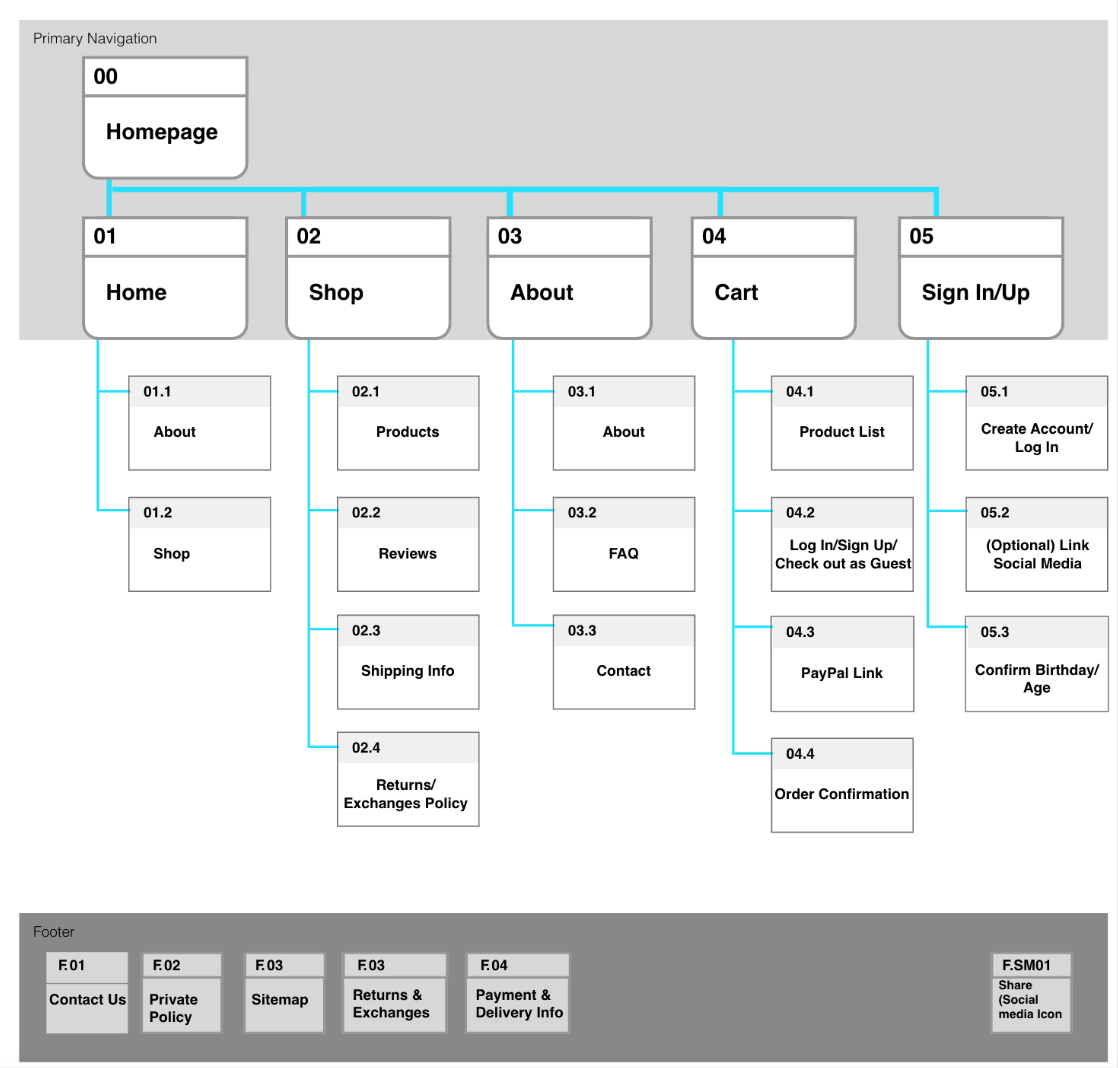 Primary Navigation
00
Homepage
01
Home
02
Shop
03
About
04
Cart
05
Sign In/Up
01.1
About
01.2
Shop
02.1
Products
02.2
Reviews
02.3
Shipping Info
02.4
Returns/
Exchanges Policy
03.1
About
03.2
FAQ
03.3
Contact
04.1
Product List
04.2
Log In/Sign Up/
Check out as Guest
04.3
PayPal Link
04.4
Order Confirmation
05.1
Create Account/
Log In
05.2
(Optional) Link
Social Media
05.3
Confirm Birthday/
Age
Footer
F.01
Contact Us
F.02
Private
Policy
F.03
Sitemap
F.03
Returns &
Exchanges
F.04
Payment &
Delivery Info
F.SM01
Share
(Social
media Icon